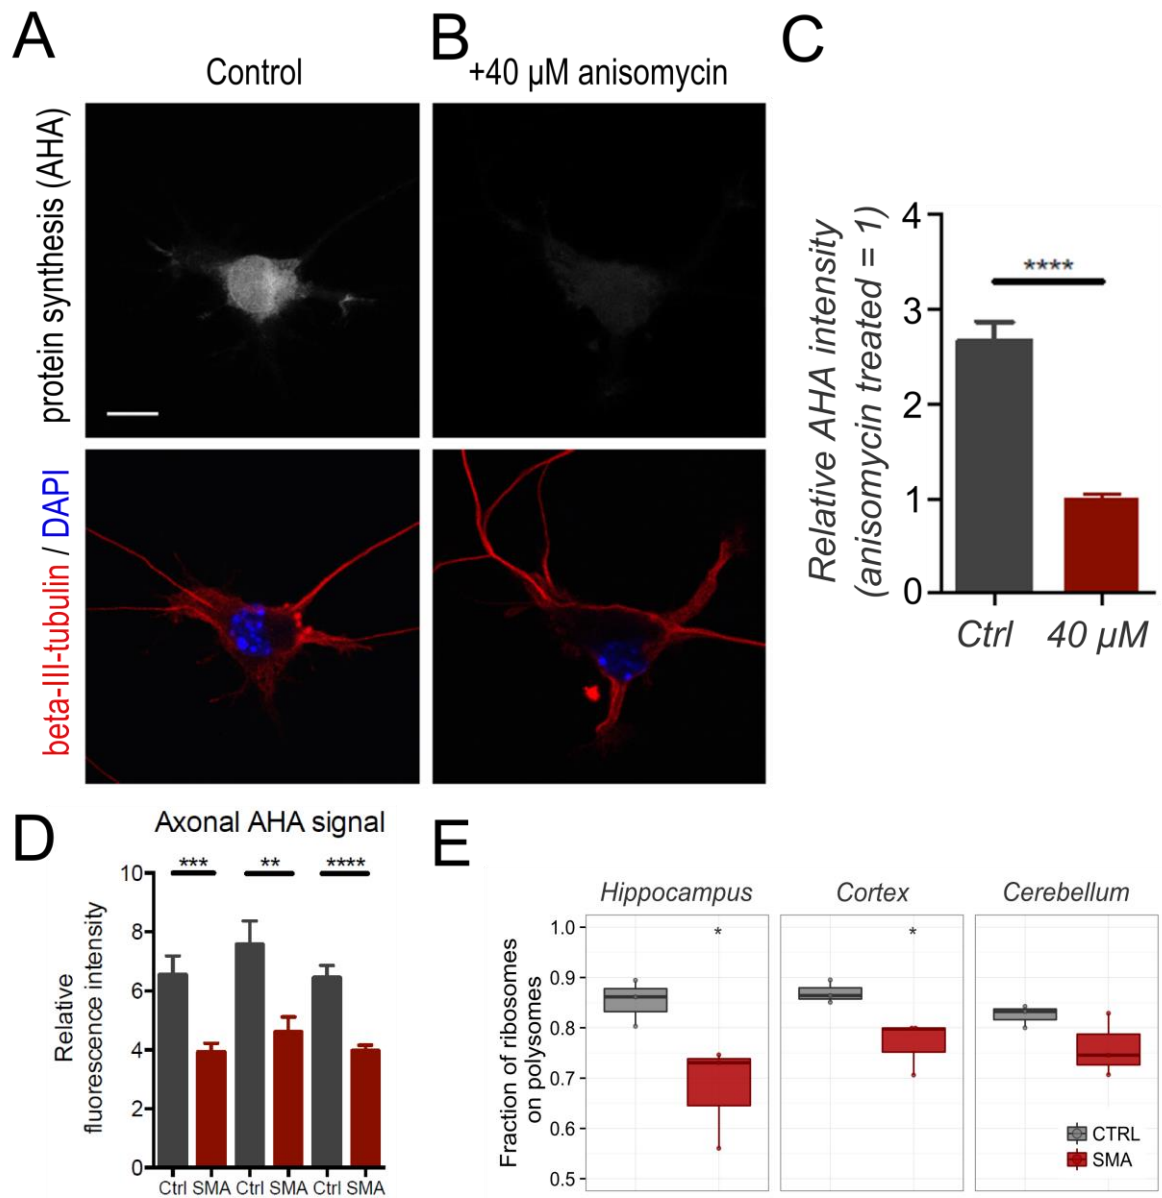 A
B
C
Control
+40 µM anisomycin
protein synthesis (AHA)
beta-III-tubulin / DAPI
Relative AHA intensity
(anisomycin treated = 1)
4
3
2
1
0
****
Ctrl 40 µM
D
Axonal AHA signal
Relative
fluorescence intensity
10
8
6
4
2
0
*** ** ****
Ctrl SMA Ctrl SMA Ctrl SMA
E
Hippocampus Cortex Cerebellum
Fraction of ribosomes
on polysomes
1.0
0.9
0.8
0.7
0.6
0.5
* *
CTRL
SMA